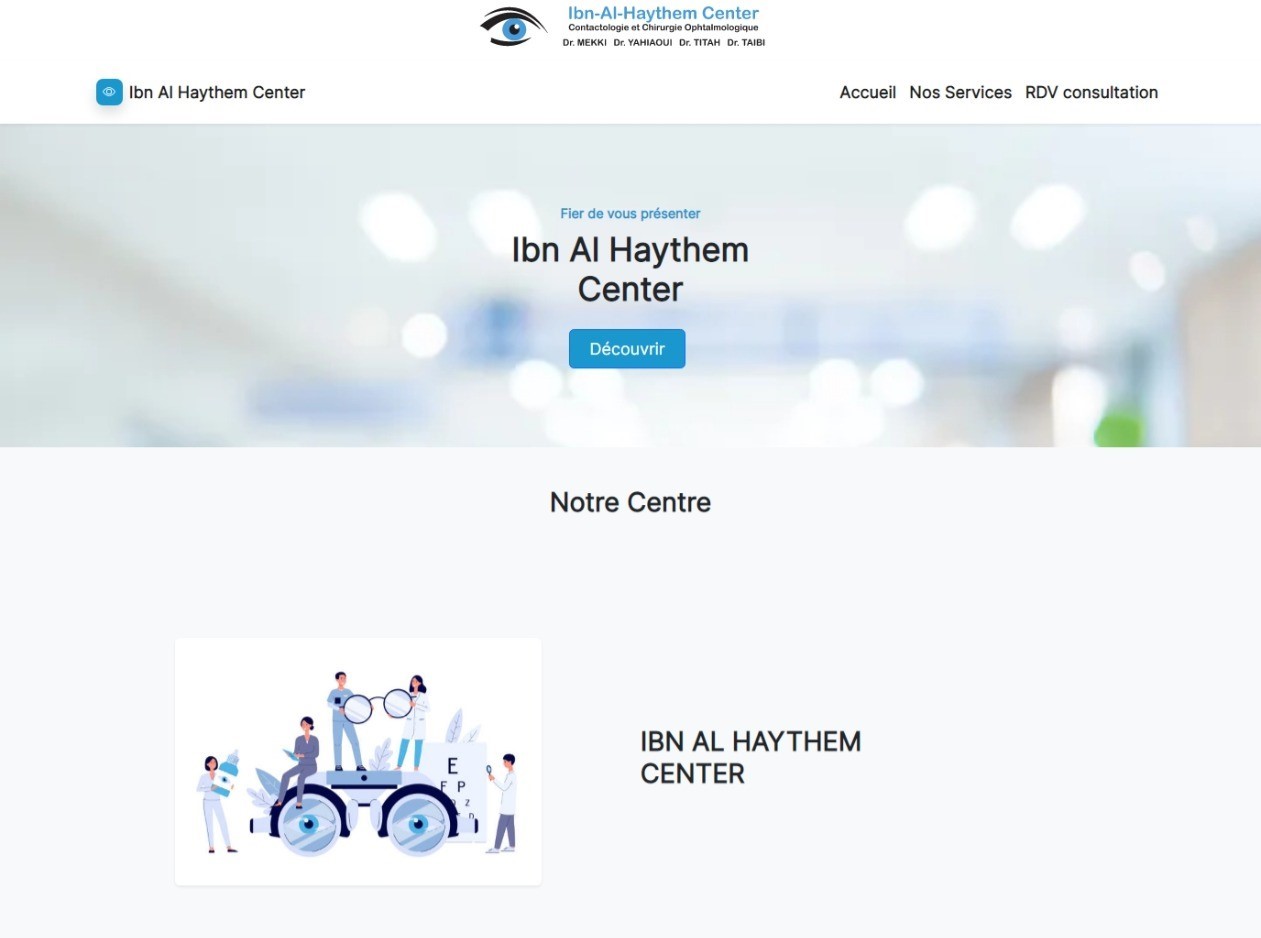 Ibn-Al-Haythem Center
Contactologie et Chirurgie Ophtalmologique
Dr. MEKKI Dr. YAHIAOUI Dr. TITAH Dr. TAIBI
Ibn Al Haythem Center
Accueil Nos Services RDV consultation
Fier de vous présenter
Ibn Al Haythem
Center
Découvrir
Notre Centre
E
F P
Z
D
IBN AL HAYTHEM
CENTER